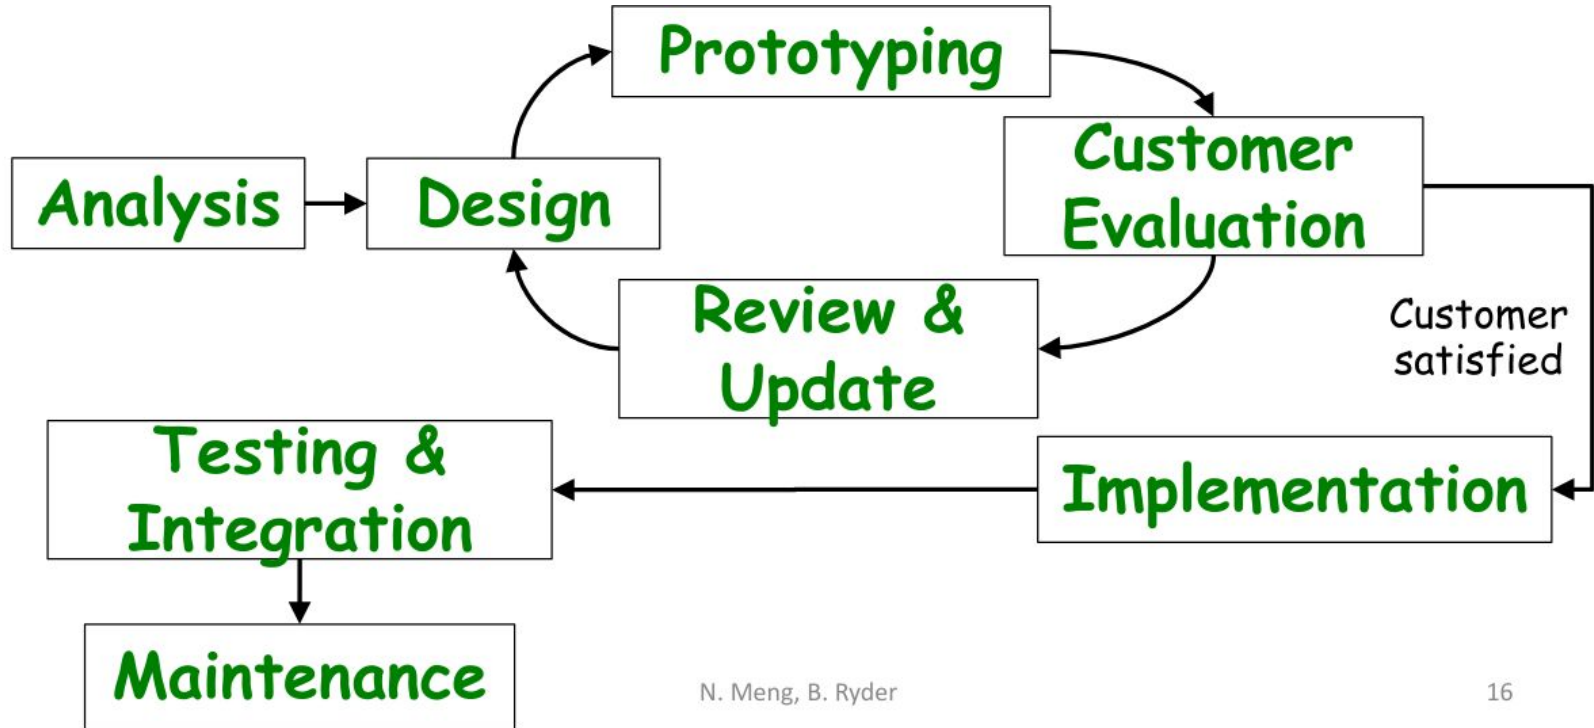 Prototyping
Customer
Evaluation
Analysis
Design
Review &
Update
Customer
satisfied
Testing &
Integration
Implementation
Maintenance
N. Meng, B. Ryder
16